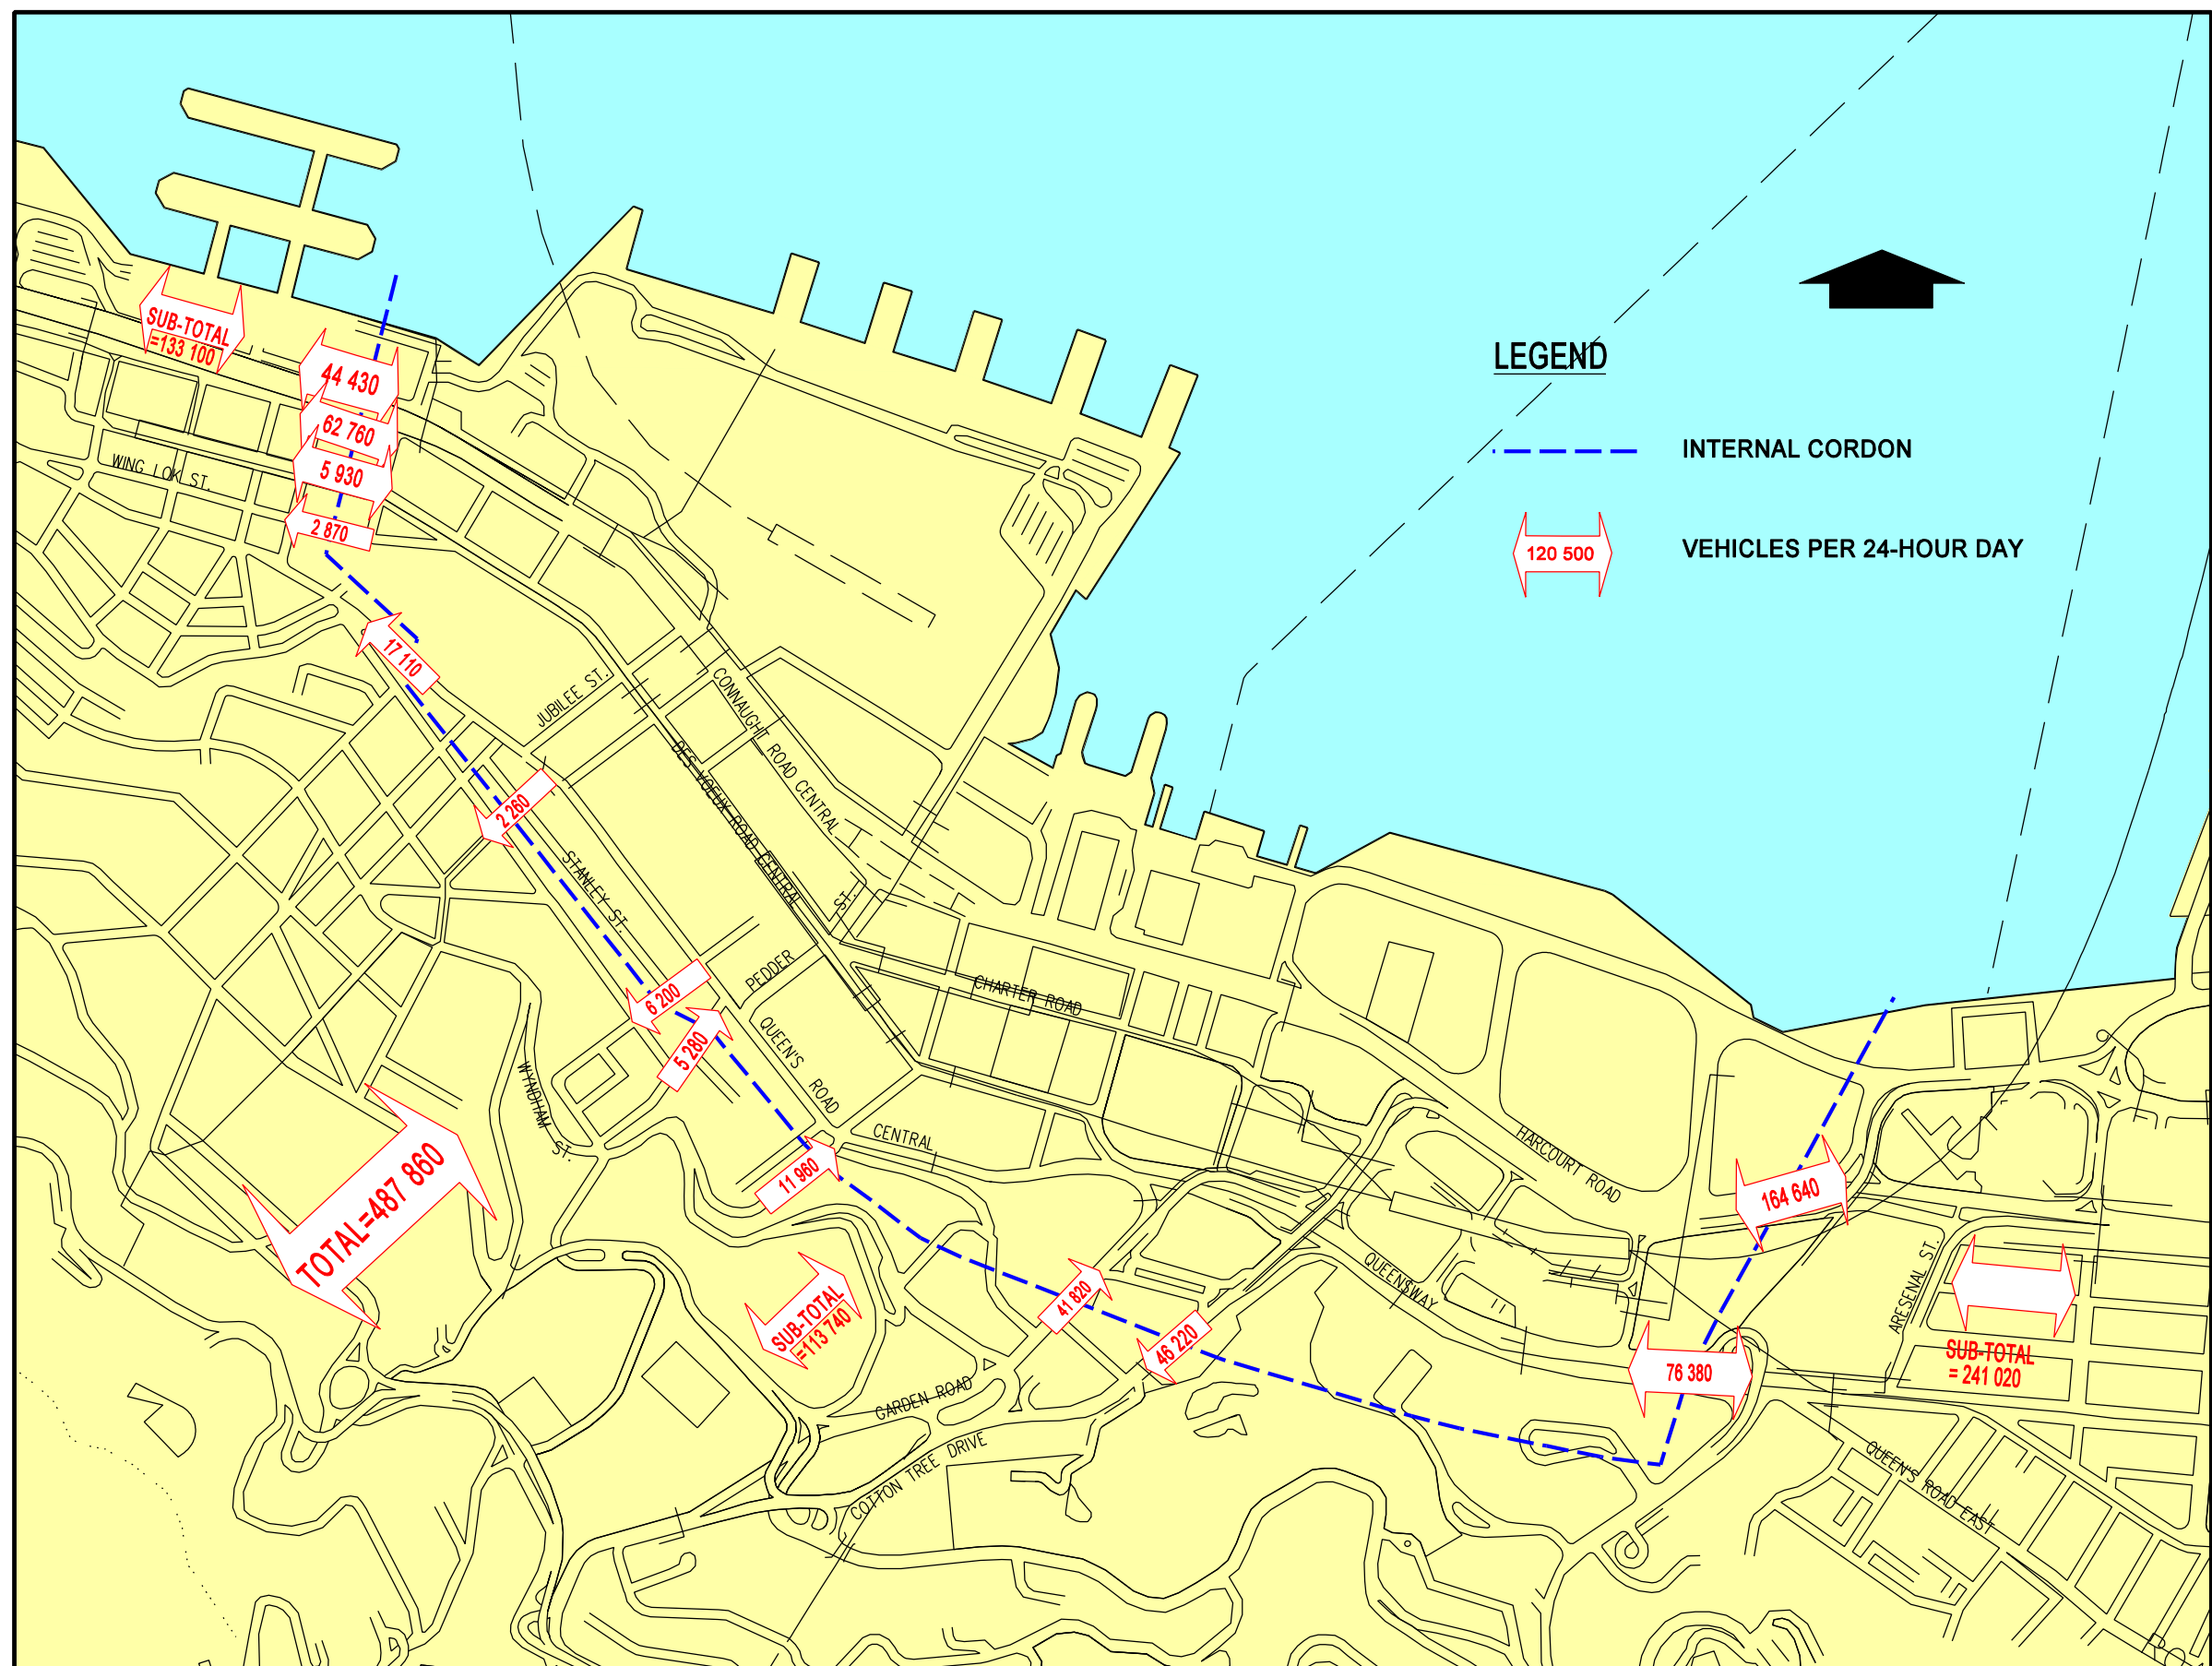 SUB-TOTAL
=133 100
44 430
62 760
5 930
2 870
WING LOK ST.
17 110
LEGEND
INTERNAL CORDON
120 500
VEHICLES PER 24-HOUR DAY
JUBILEE ST.
CONNAUGHT ROAD CENTRAL
DES VOEUX ROAD CENTRAL
2 260
STANLEY ST.
6 200
5 280
PEDDER
ST.
CHARTER ROAD
QUEEN'S ROAD
CENTRAL
WYNDHAM ST.
11 960
HARCOURT ROAD
164 640
TOTAL=487 860
SUB-TOTAL
=113 740
41 820
46 220
QUEENSWAY
76 380
ARESENAL ST.
SUB-TOTAL
= 241 020
GARDEN ROAD
COTTON TREE DRIVE
QUEEN'S ROAD EAST